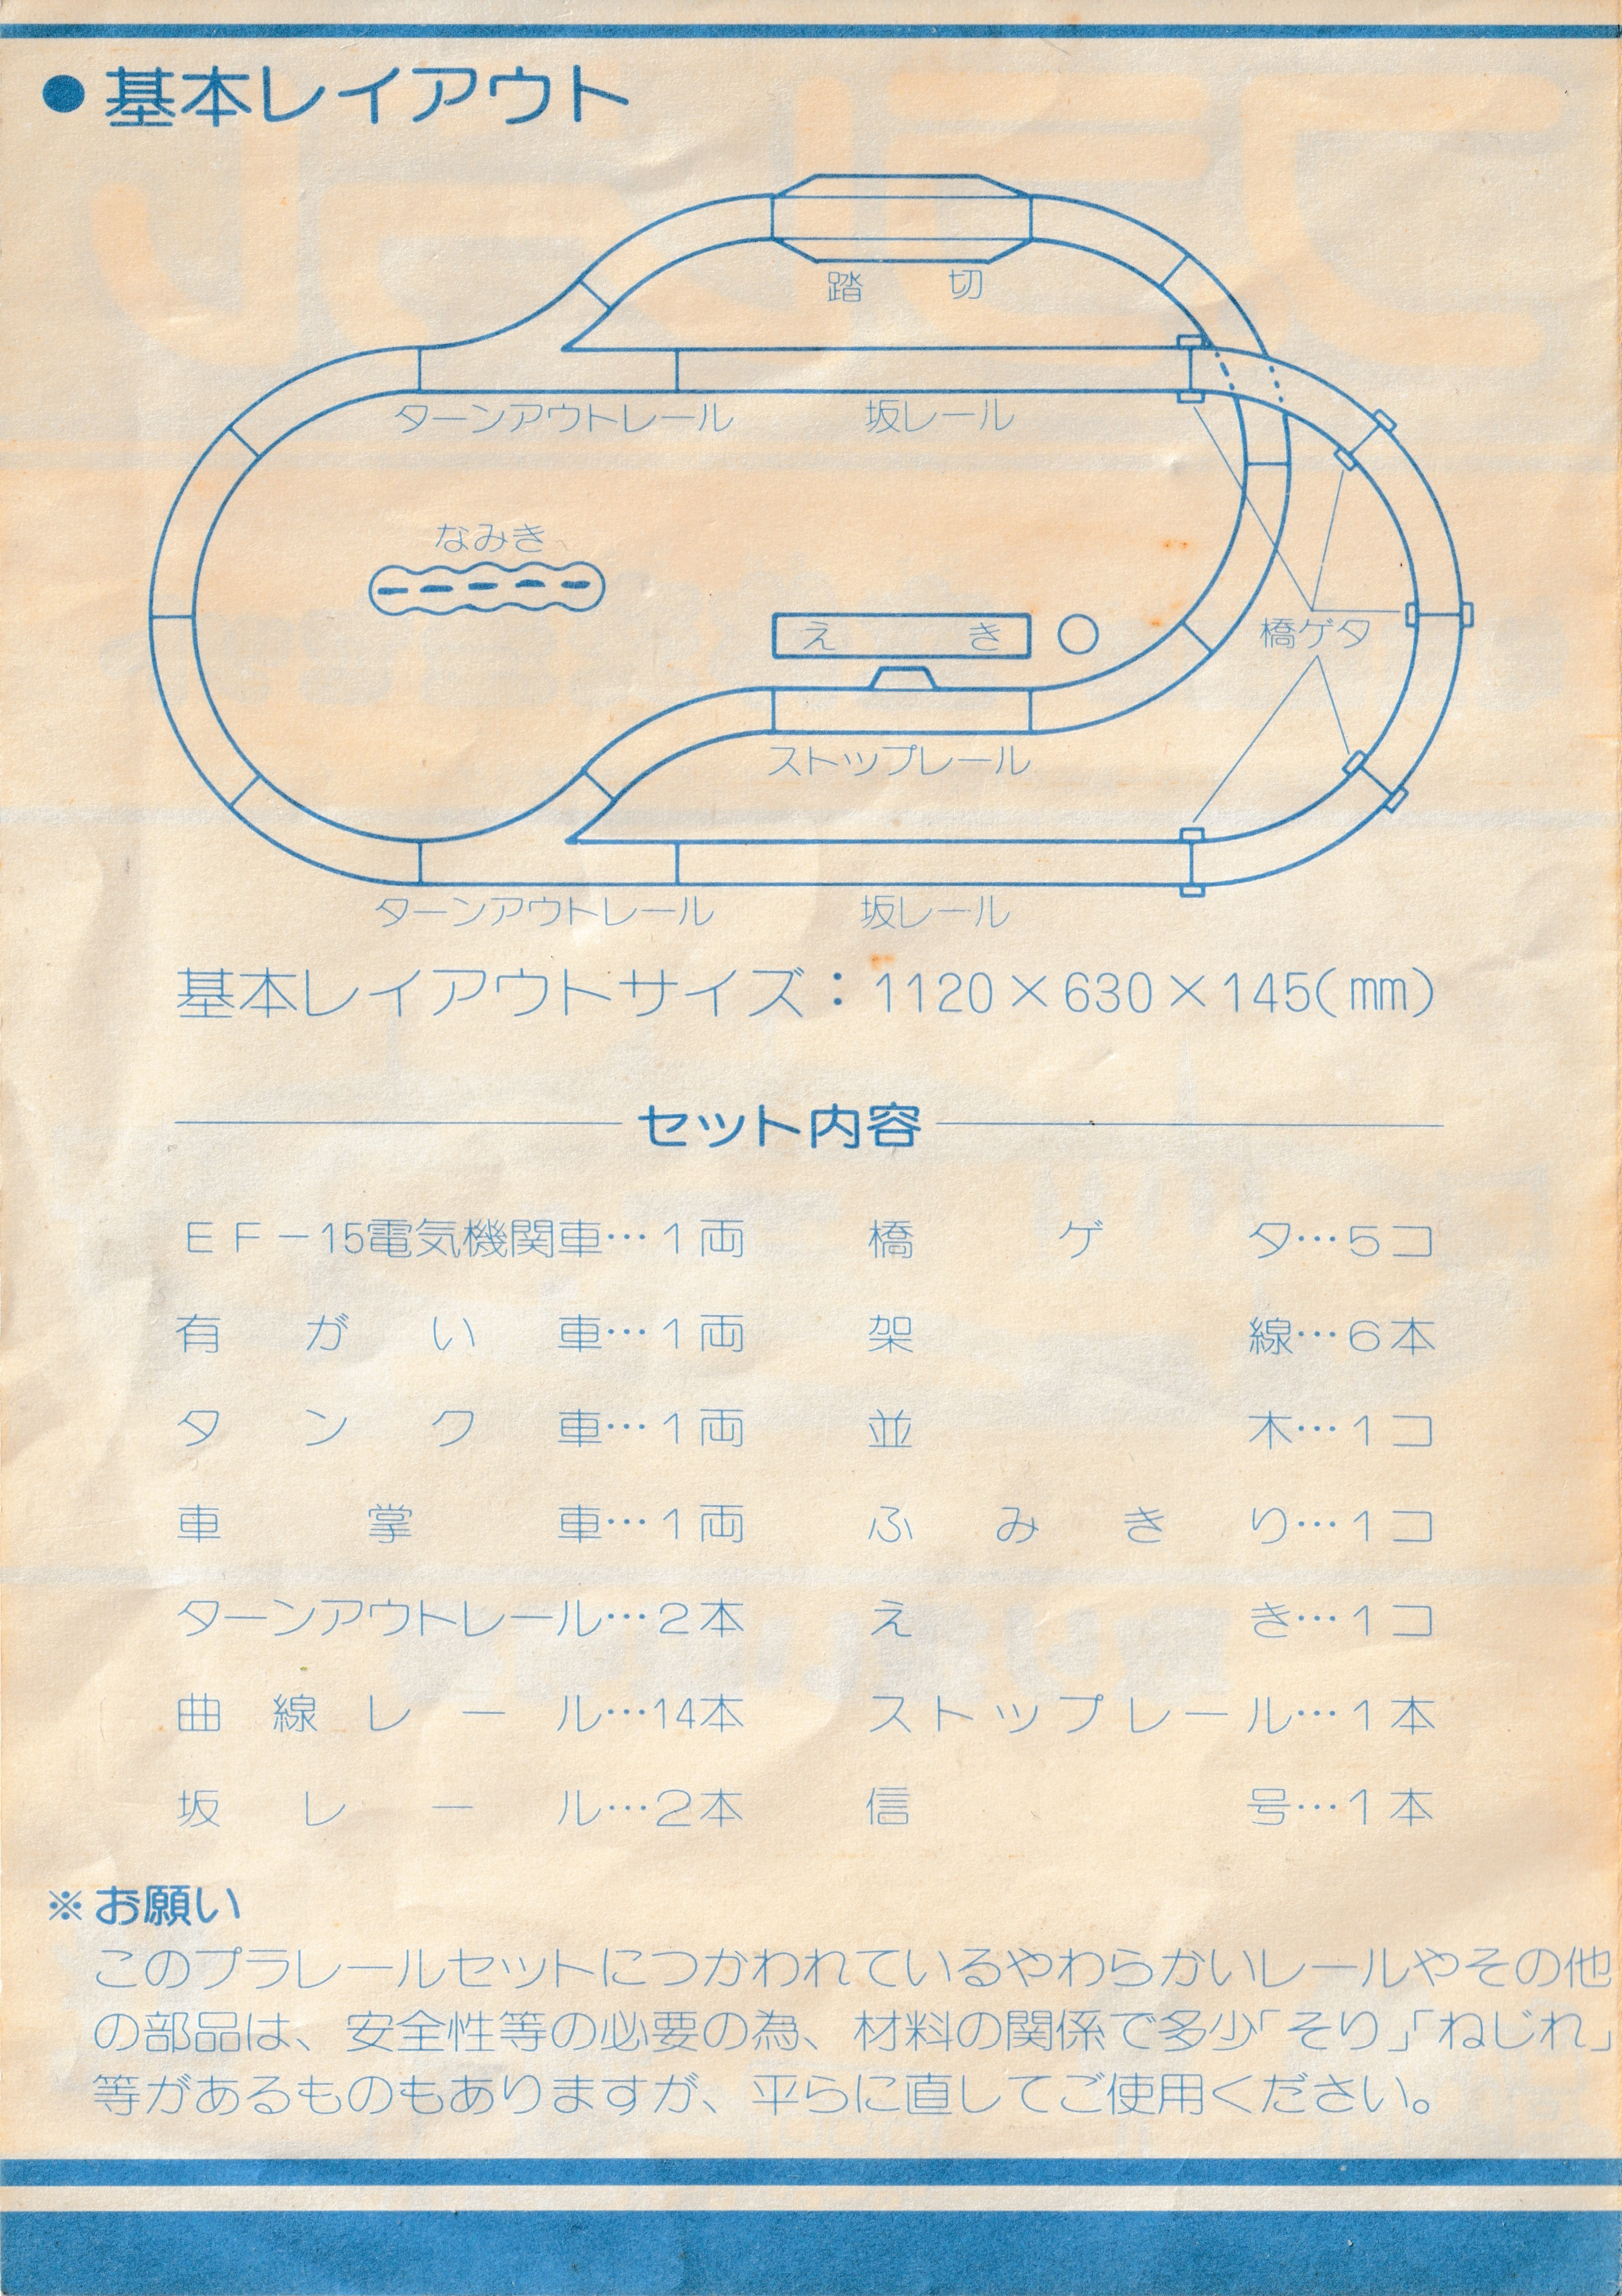 ●基本レイアウト
踏切
ターンアウトレール
坂レール
なみき
えき
橋ゲタ
ストップレール
ターンアウトレール
坂レール
基本レイアウトサイズ：1120×630×145(mm)
セット内容
EF-15電気機関車…1両
橋ゲタ…5コ
有がい車…1両
架線…6本
タンク車…1両
並木…1コ
車掌車…1両
ふみきり…1コ
ターンアウトレール…2本
えき…1コ
曲線レール…14本
ストップレール…1本
坂レール…2本
信号…1本
※お願い
このプラレールセットにつかわれているやわらかいレールやその他
の部品は、安全性等の必要の為、材料の関係で多少「そり」「ねじれ」
等があるものもありますが、平らに直してご使用ください。